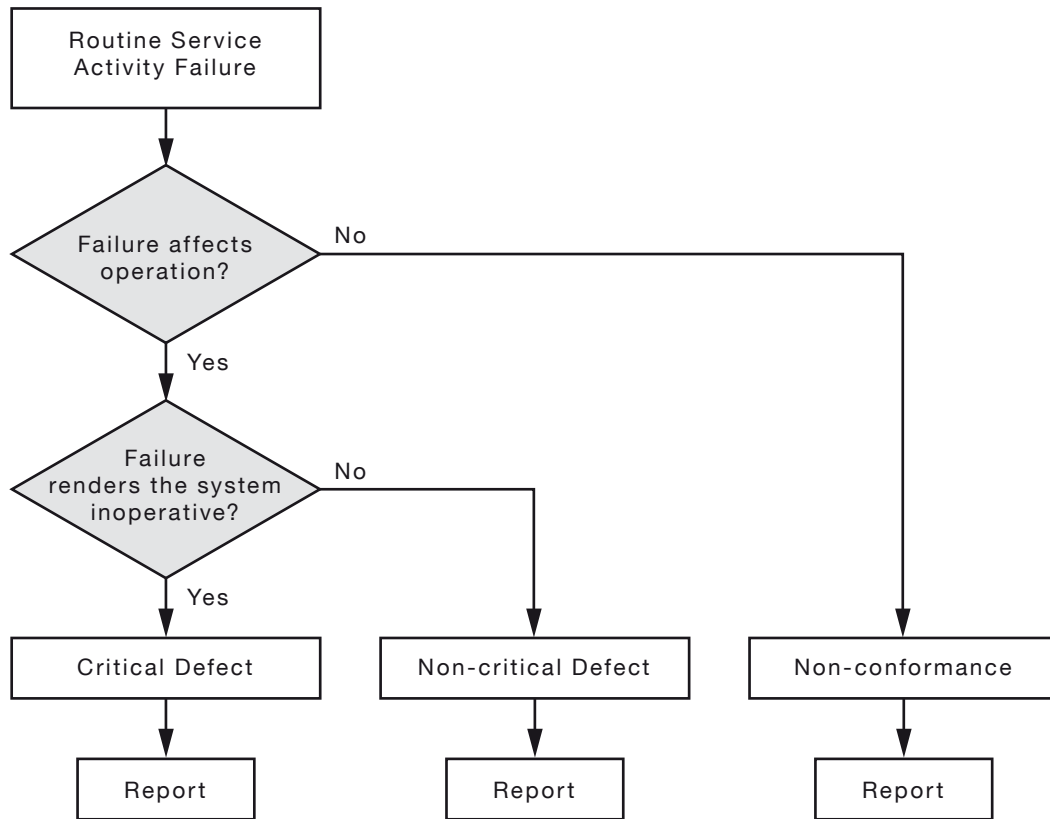 Routine Service
Activity Failure
Failure affects
operation?
No
Yes
Failure
renders the system
inoperative?
No
Yes
Critical Defect
Non-critical Defect
Non-conformance
Report
Report
Report